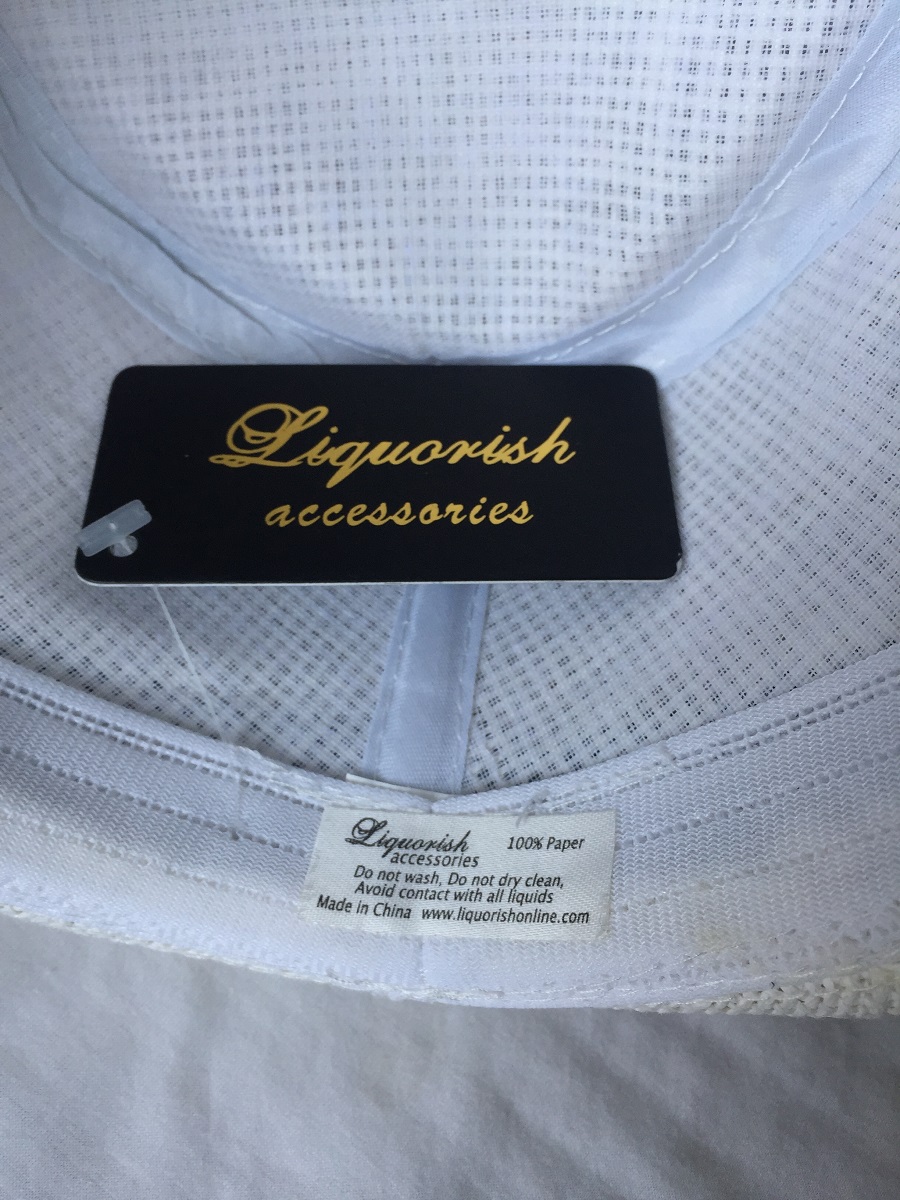 Liquorish
accessories
Liquorish 100% Paper
accessories
Do not wash, Do not dry clean,
Avoid contact with all liquids
Made in China www.liquorishonline.com